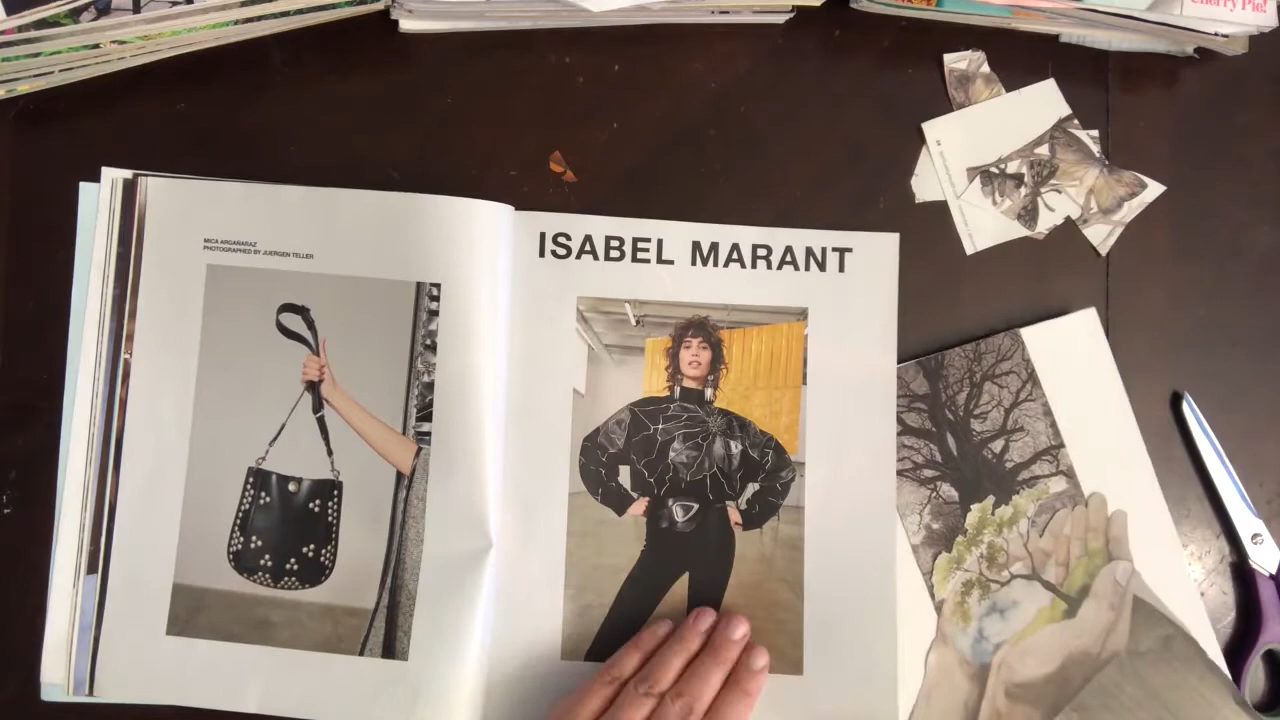 Cherry Pie!
MICA ARGAÑARAZ
PHOTOGRAPHED BY JUERGEN TELLER
ISABEL MARANT